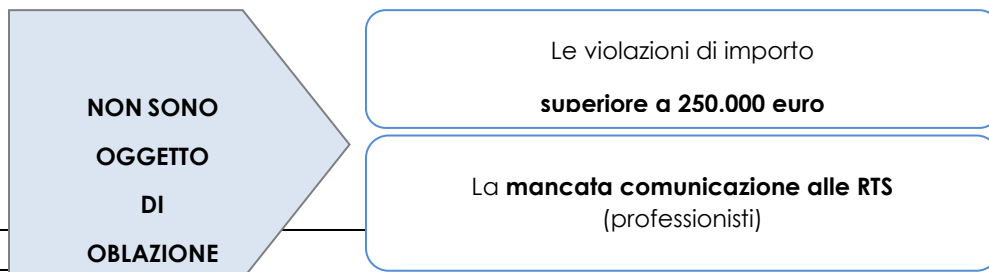 NON SONO
OGGETTO
DI
OBLAZIONE
Le violazioni di importo
superiore a 250.000 euro
La mancata comunicazione alle RTS
(professionisti)